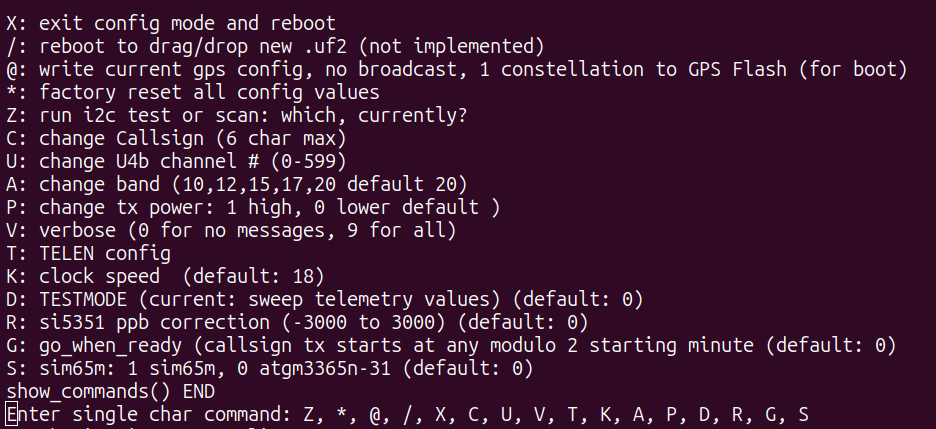 X: exit config mode and reboot
/: reboot to drag/drop new .uf2 (not implemented)
@: write current gps config, no broadcast, 1 constellation to GPS Flash (for boot)
*: factory reset all config values
Z: run i2c test or scan: which, currently?
C: change Callsign (6 char max)
U: change U4b channel # (0-599)
A: change band (10,12,15,17,20 default 20)
P: change tx power: 1 high, 0 lower default )
V: verbose (0 for no messages, 9 for all)
T: TELEN config
K: clock speed  (default: 18)
D: TESTMODE (current: sweep telemetry values) (default: 0)
R: si5351 ppb correction (-3000 to 3000) (default: 0)
G: go_when_ready (callsign tx starts at any modulo 2 starting minute (default: 0)
S: sim65m: 1 sim65m, 0 atgm3365n-31 (default: 0)
show_commands() END
Enter single char command: Z, *, @, /, X, C, U, V, T, K, A, P, D, R, G, S